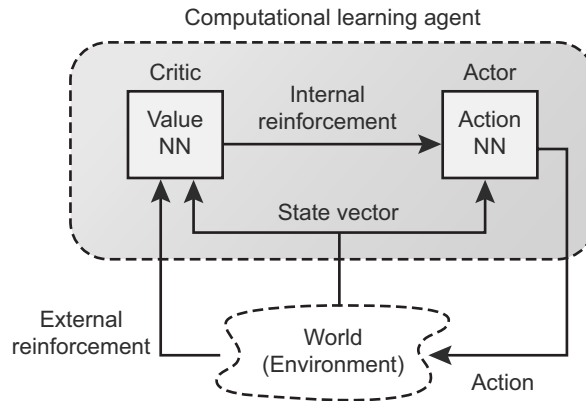 Computational learning agent
Critic
Actor
Value
NN
Internal
reinforcement
Action
NN
State vector
External
reinforcement
World
(Environment)
Action